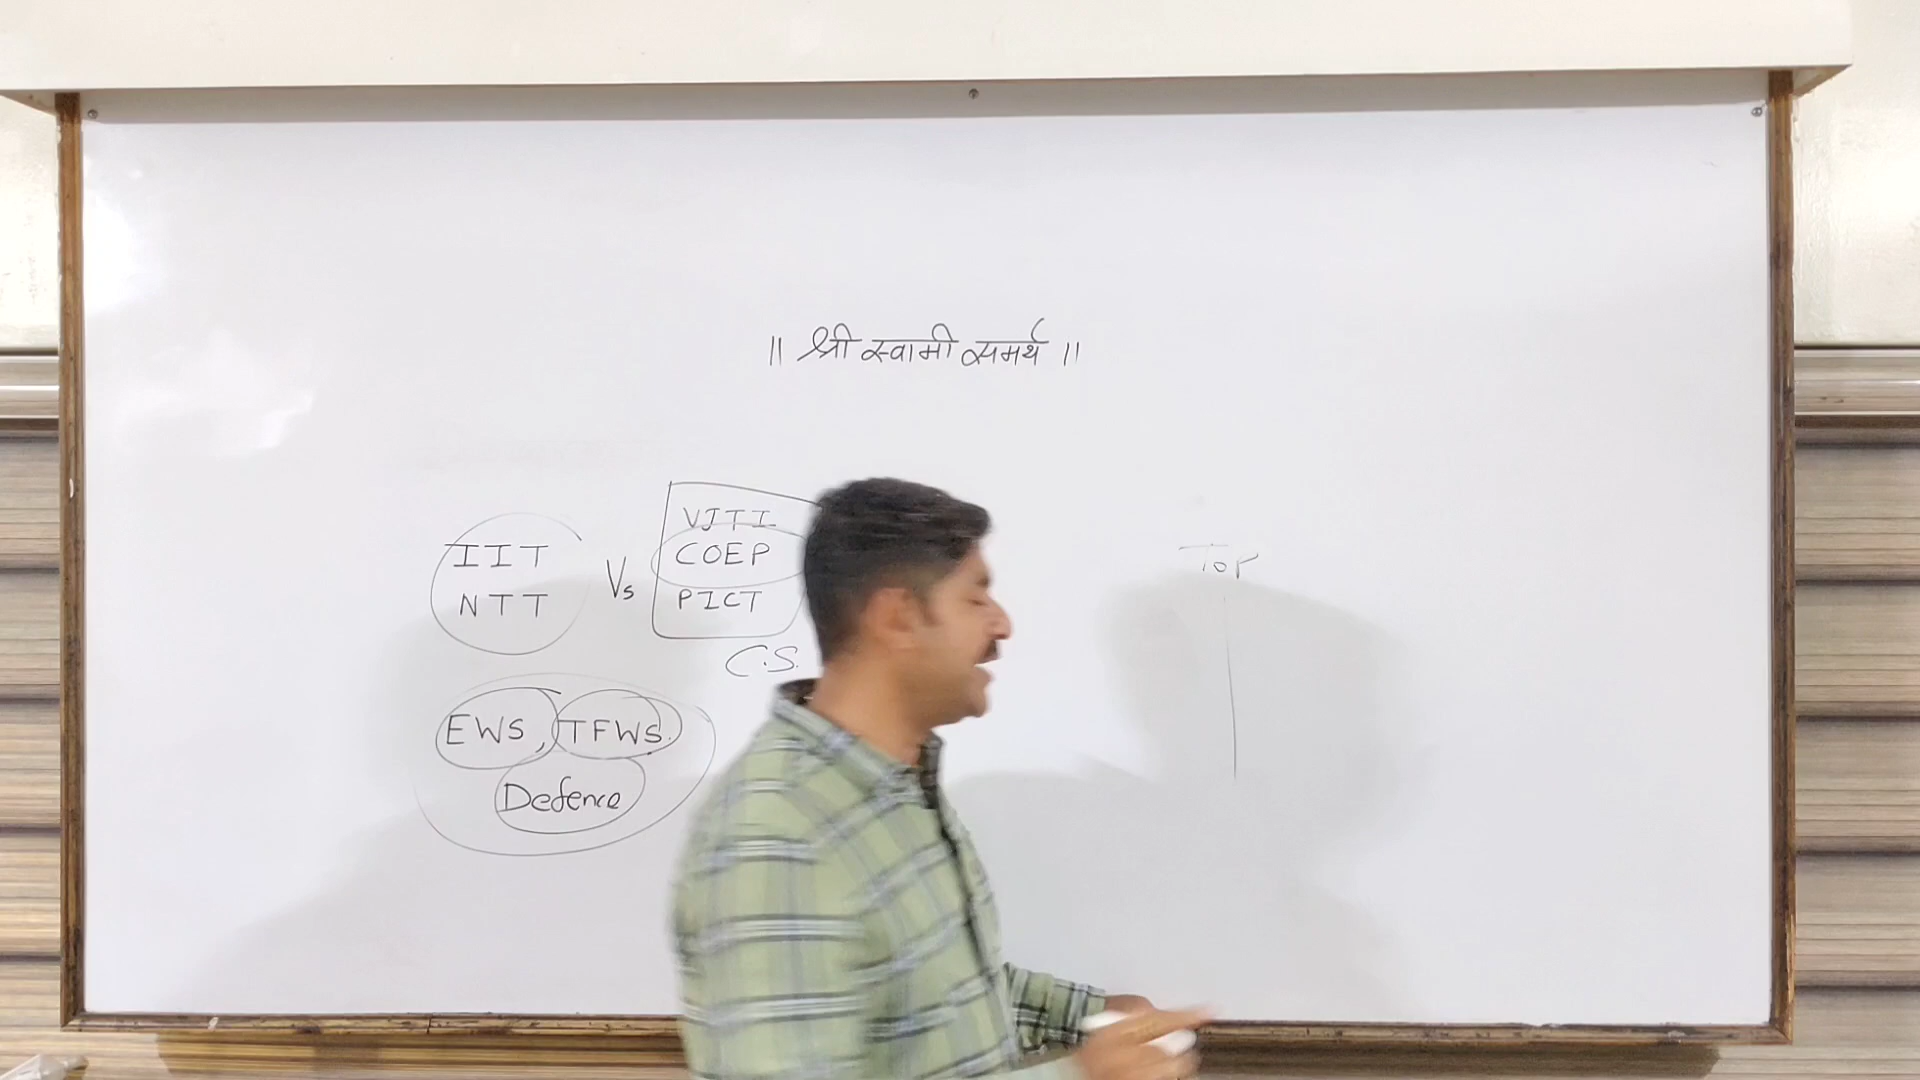 ॥ श्री स्वामी समर्थ ॥
IIT
NTT
Vs
VJTI
COEP
PICT
C.S.
EWS, TFWS.
Defence
Top